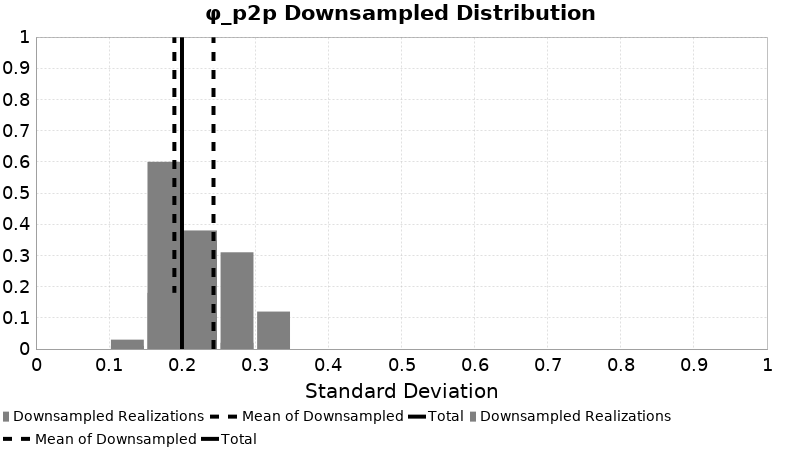 φ_p2p Downsampled Distribution
1
0.9
0.8
0.7
0.6
0.5
0.4
0.3
0.2
0.1
0
0 0.1 0.2 0.3 0.4 0.5 0.6 0.7 0.8 0.9 1
Standard Deviation
Downsampled Realizations Mean of Downsampled Total Downsampled Realizations
Mean of Downsampled Total